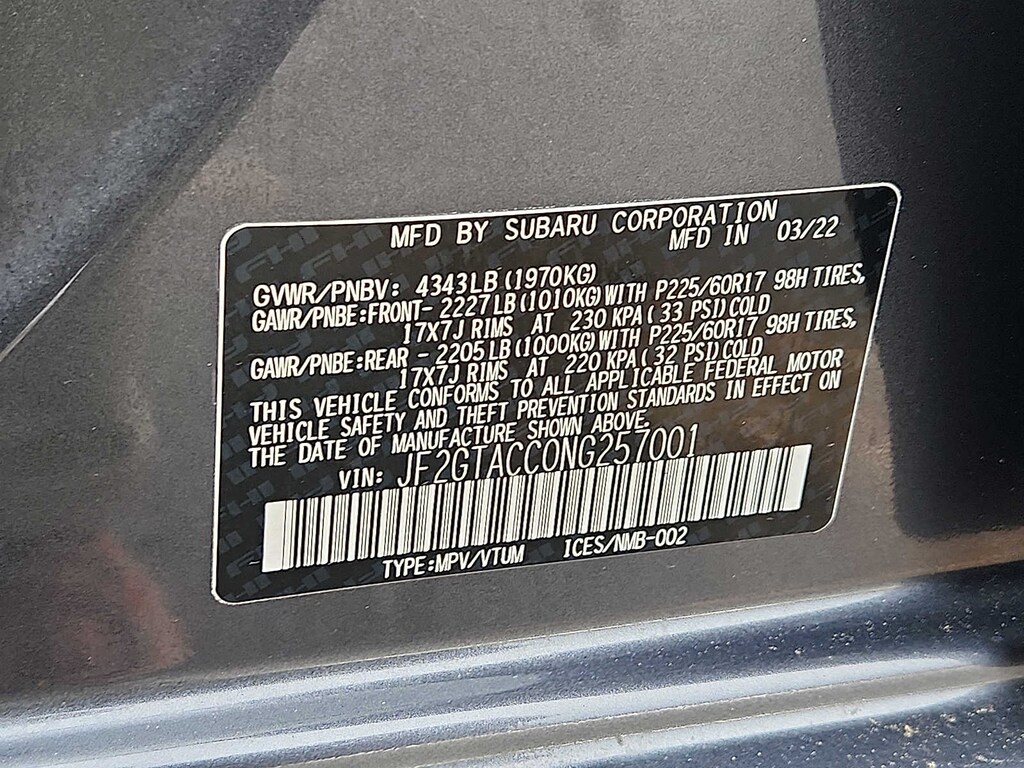 MFD BY SUBARU CORPORATION
MFD IN 03/22
GVWR/PNBV: 4343LB(1970KG)
GAWR/PNBE:FRONT- 2227LB(1010KG)WITH P225/60R17 98H TIRES,
17X7J RIMS AT 230 KPA(33 PSI)COLD
GAWR/PNBE:REAR - 2205LB(1000KG)WITH P225/60R17 98H TIRES,
17X7J RIMS AT 220 KPA(32 PSI)COLD
THIS VEHICLE CONFORMS TO ALL APPLICABLE FEDERAL MOTOR
VEHICLE SAFETY AND THEFT PREVENTION STANDARDS IN EFFECT ON
THE DATE OF MANUFACTURE SHOWN ABOVE.
VIN: JF2GTACC0NG257001
TYPE:MPV/VTUM ICES/NMB-002